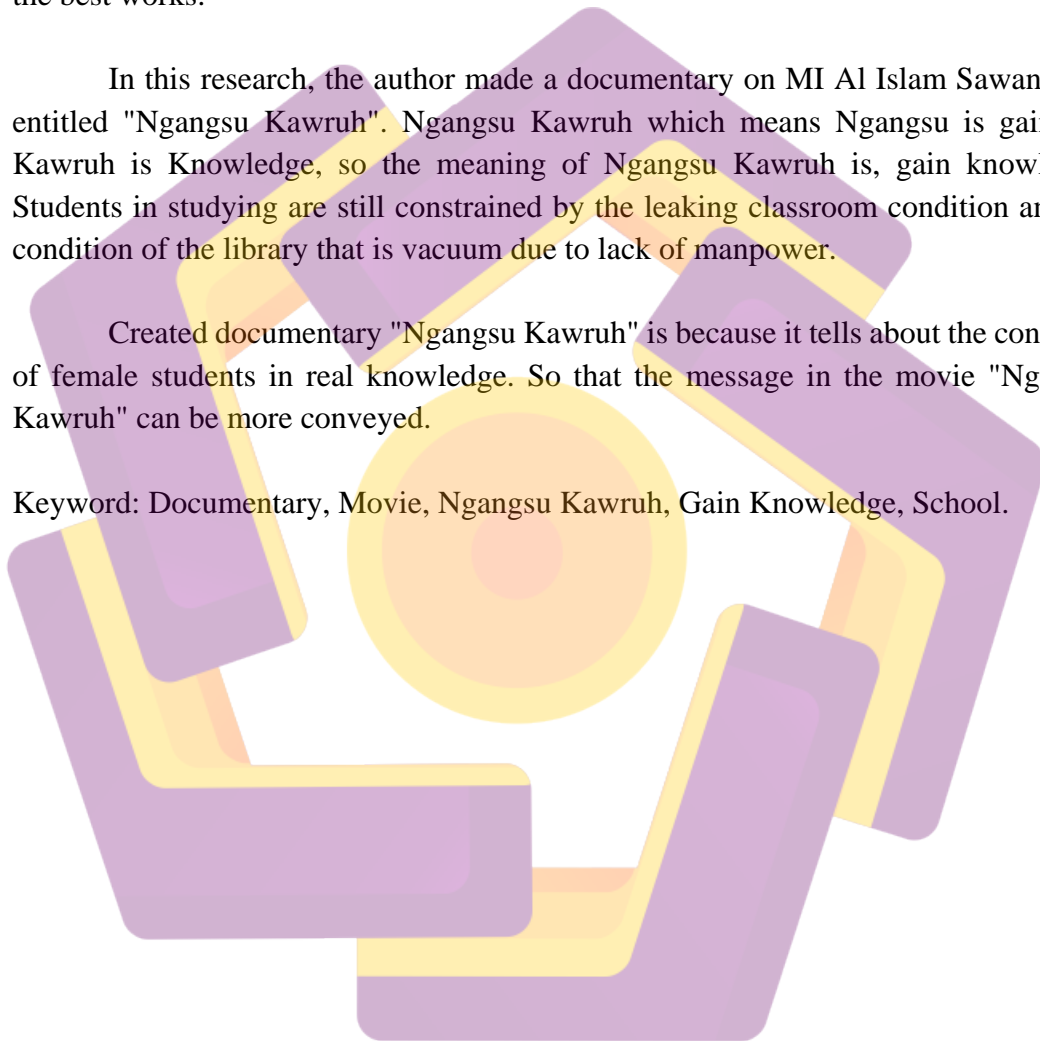 the best works.
In this research, the author made a documentary on MI Al Islam Sawan
entitled "Ngangsu Kawruh". Ngangsu Kawruh which means Ngangsu is gai
Kawruh is Knowledge, so the meaning of Ngangsu Kawruh is, gain knowl
Students in studying are still constrained by the leaking classroom condition an
condition of the library that is vacuum due to lack of manpower.
Created documentary "Ngangsu Kawruh" is because it tells about the con
of female students in real knowledge. So that the message in the movie "Ng
Kawruh" can be more conveyed.
Keyword: Documentary, Movie, Ngangsu Kawruh, Gain Knowledge, School.